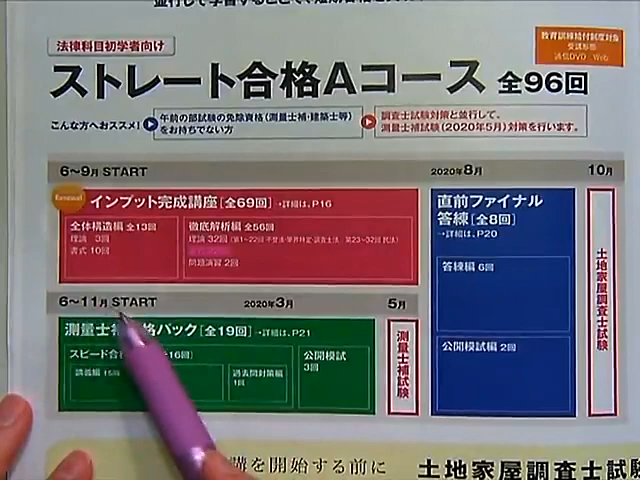 法律科目初学者向け
教育訓練給付制度対象
受講形態
通信DVD Web
ストレート合格Aコース 全96回
こんな方へおススメ!
午前の部試験の免除資格(測量士補・建築士等)
をお持ちでない方
調査士試験対策と並行して、
測量士補試験(2020年5月)対策を行います。
6〜9月 START
2020年8月
10月
インプット完成講座[全69回] →詳細は、P16
全体構造編 全13回
理論 3回
書式 10回
徹底解析編 全56回
理論 32回
問題演習 2回
直前ファイナル
答練[全8回]
→詳細は、P20
答練編 6回
公開模試編 2回
土地家屋調査士試験
6〜11月 START
2020年3月
5月
測量士 格パック[全19回] →詳細は、P21
スピード合 16回]
講義編 15
過去問対策編
1回
公開模試
3回
測量士補試験
講を開始する前に
土地家屋調査士試験